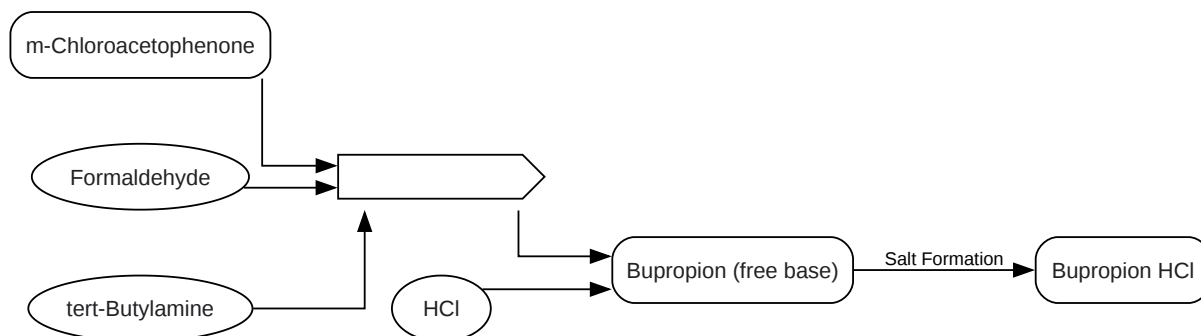 m-Chloroacetophenone
Formaldehyde
tert-Butylamine
HCl
Bupropion (free base)
Salt Formation
Bupropion HCl